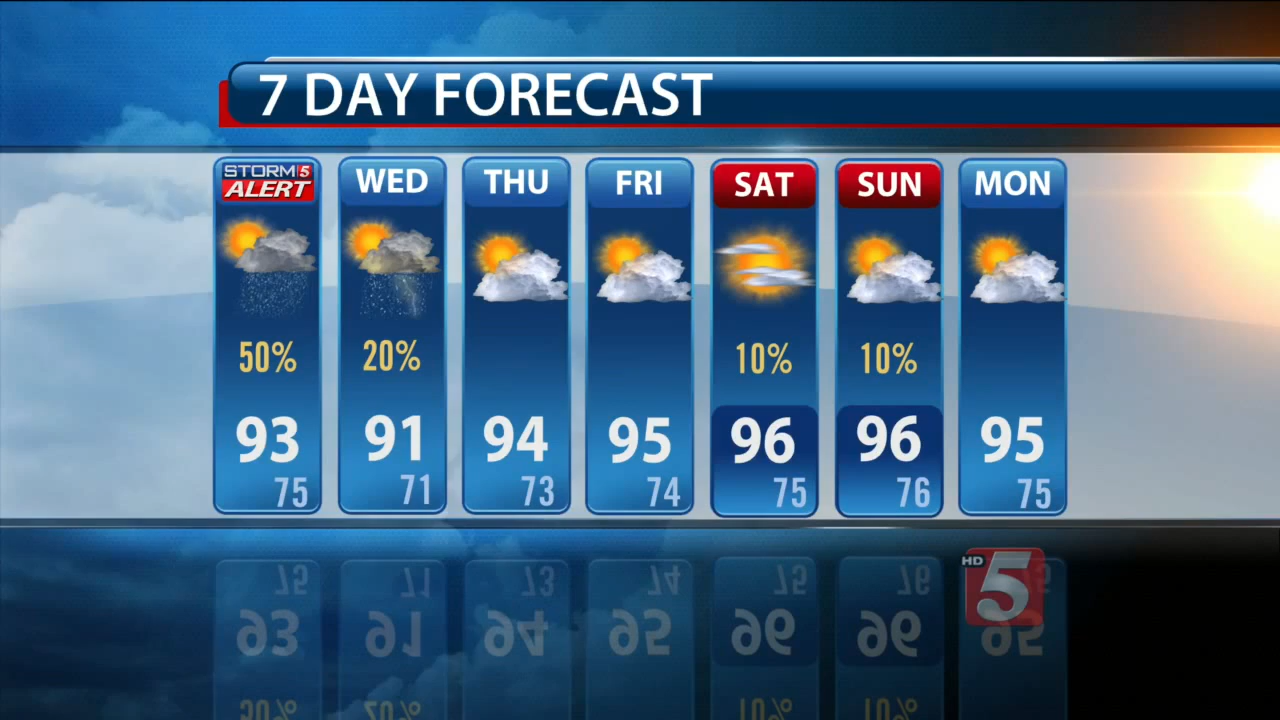 7 DAY FORECAST
STORM 5 ALERT WED THU FRI SAT SUN MON
50% 20% 10% 10%
93 91 94 95 96 96 95
75 71 73 74 75 76 75
HD 5